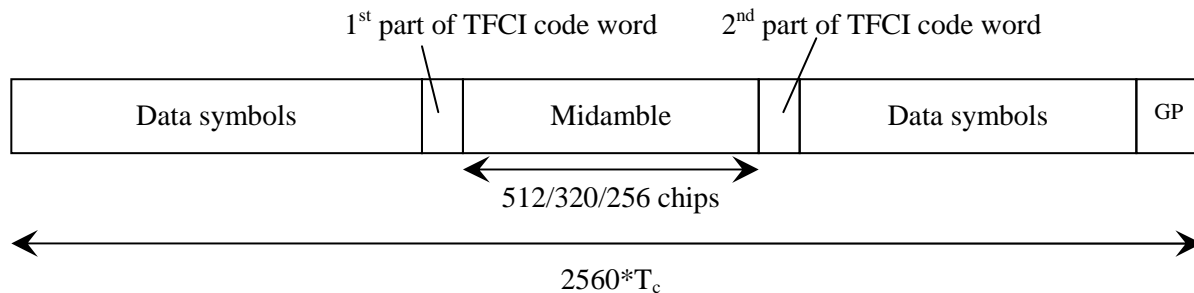 1st part of TFCI code word
2nd part of TFCI code word
Data symbols
Midamble
Data symbols
GP
512/320/256 chips
2560*Tc